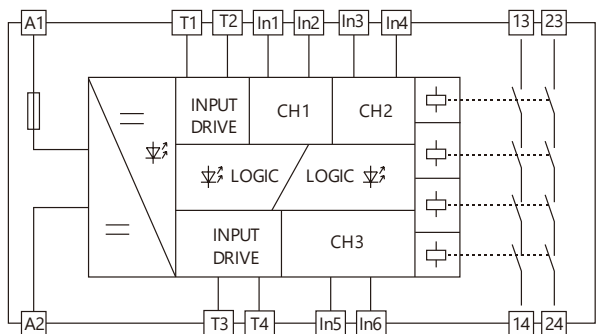 A1 T1 T2 In1 In2 In3 In4 13 23
INPUT
DRIVE
CH1
CH2
LOGIC
LOGIC
INPUT
DRIVE
CH3
A2 T3 T4 In5 In6 14 24